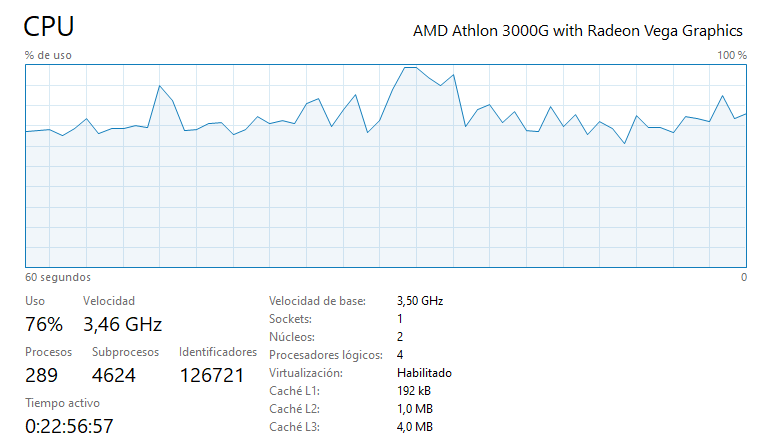 CPU
AMD Athlon 3000G with Radeon Vega Graphics
% de uso
100 %
60 segundos
0
Uso
Velocidad
76%
3,46 GHz
Procesos
Subprocesos
Identificadores
289
4624
126721
Tiempo activo
0:22:56:57
Velocidad de base: 3,50 GHz
Sockets: 1
Núcleos: 2
Procesadores lógicos: 4
Virtualización: Habilitado
Caché L1: 192 kB
Caché L2: 1,0 MB
Caché L3: 4,0 MB